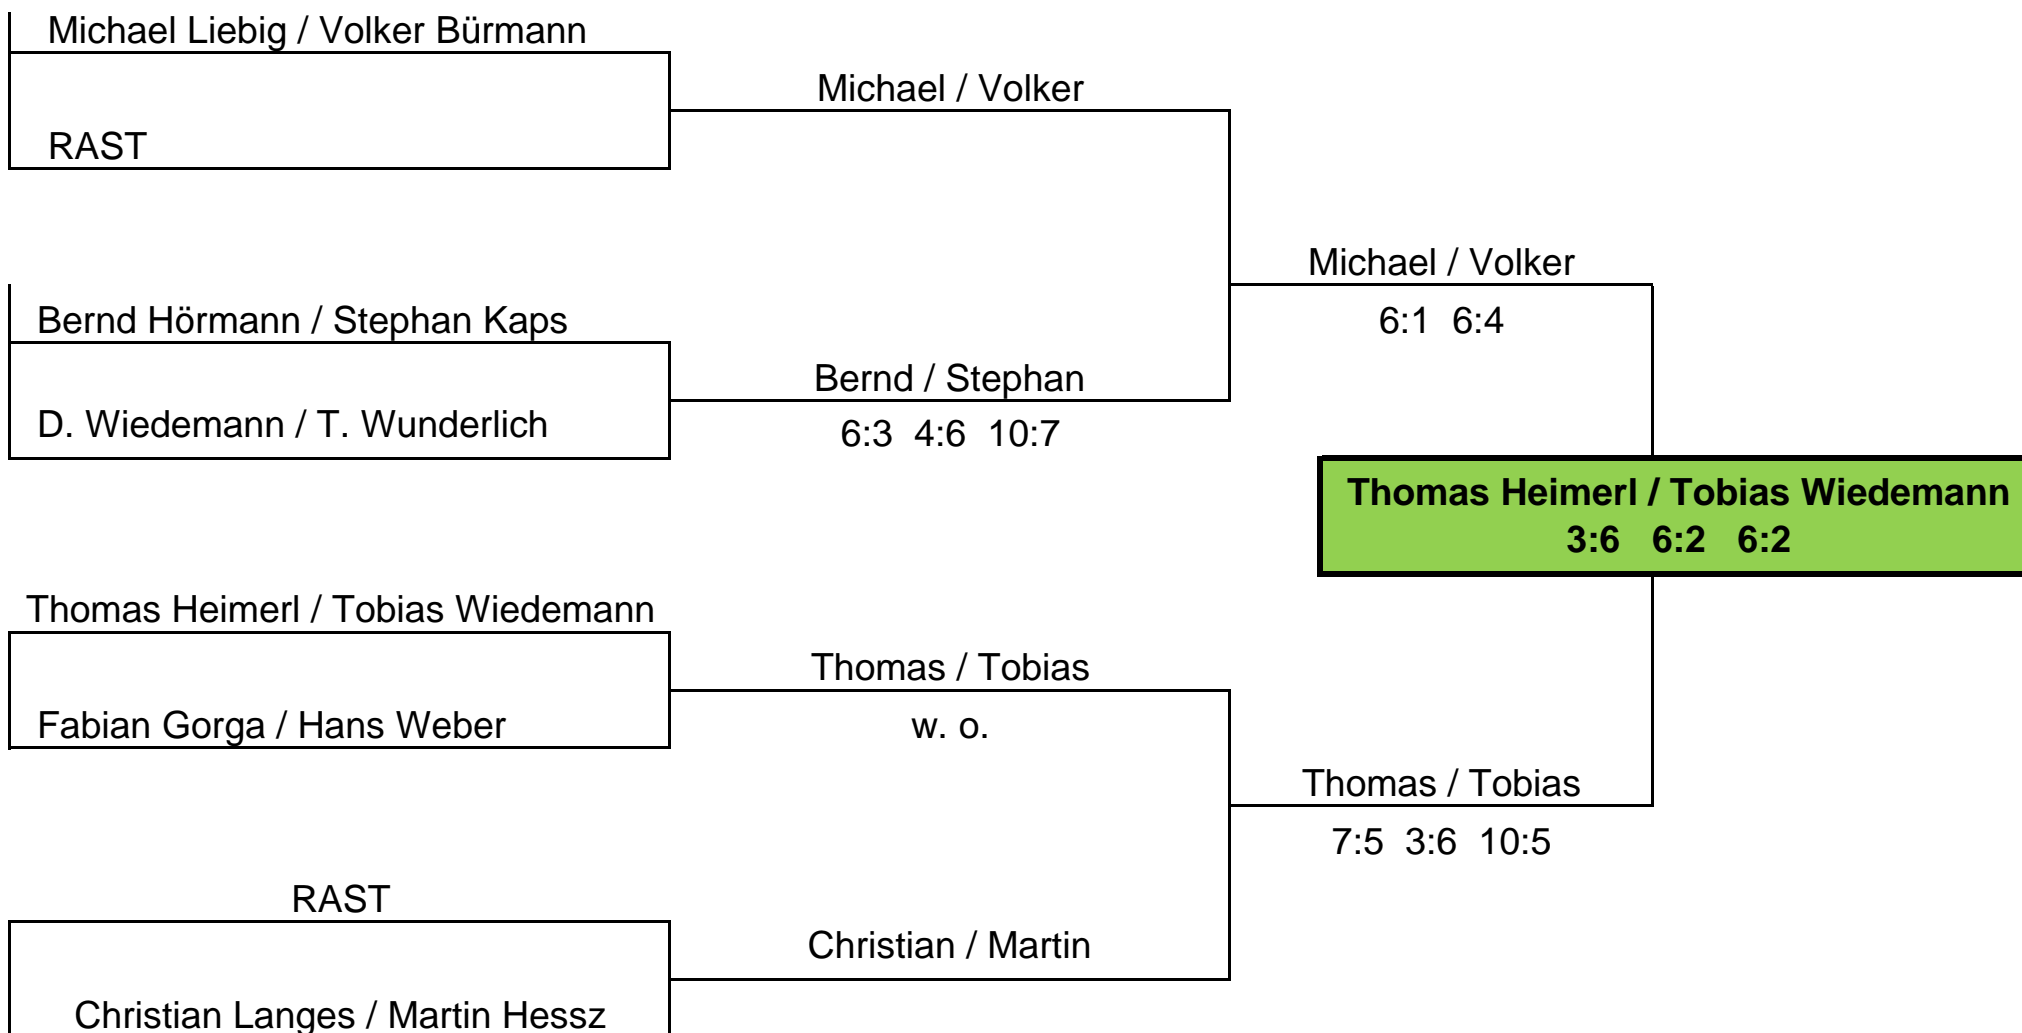 Michael Liebig / Volker Bürmann
Michael / Volker
RAST
Michael / Volker
6:1 6:4
Bernd Hörmann / Stephan Kaps
Bernd / Stephan
D. Wiedemann / T. Wunderlich
6:3 4:6 10:7
Thomas Heimerl / Tobias Wiedemann
3:6 6:2 6:2
Thomas Heimerl / Tobias Wiedemann
Thomas / Tobias
Fabian Gorga / Hans Weber
w. o.
Thomas / Tobias
7:5 3:6 10:5
RAST
Christian / Martin
Christian Langes / Martin Hessz